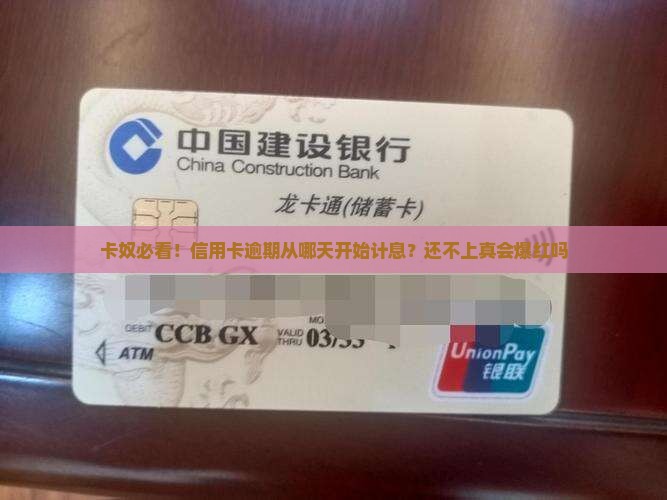 中国建设银行
China Construction Bank
龙卡通(储蓄卡)
卡奴必看！信用卡逾期从哪天开始计息？还不上真会爆红吗
DEBIT CCB GX VALID THRU
ATM
UnionPay
银联